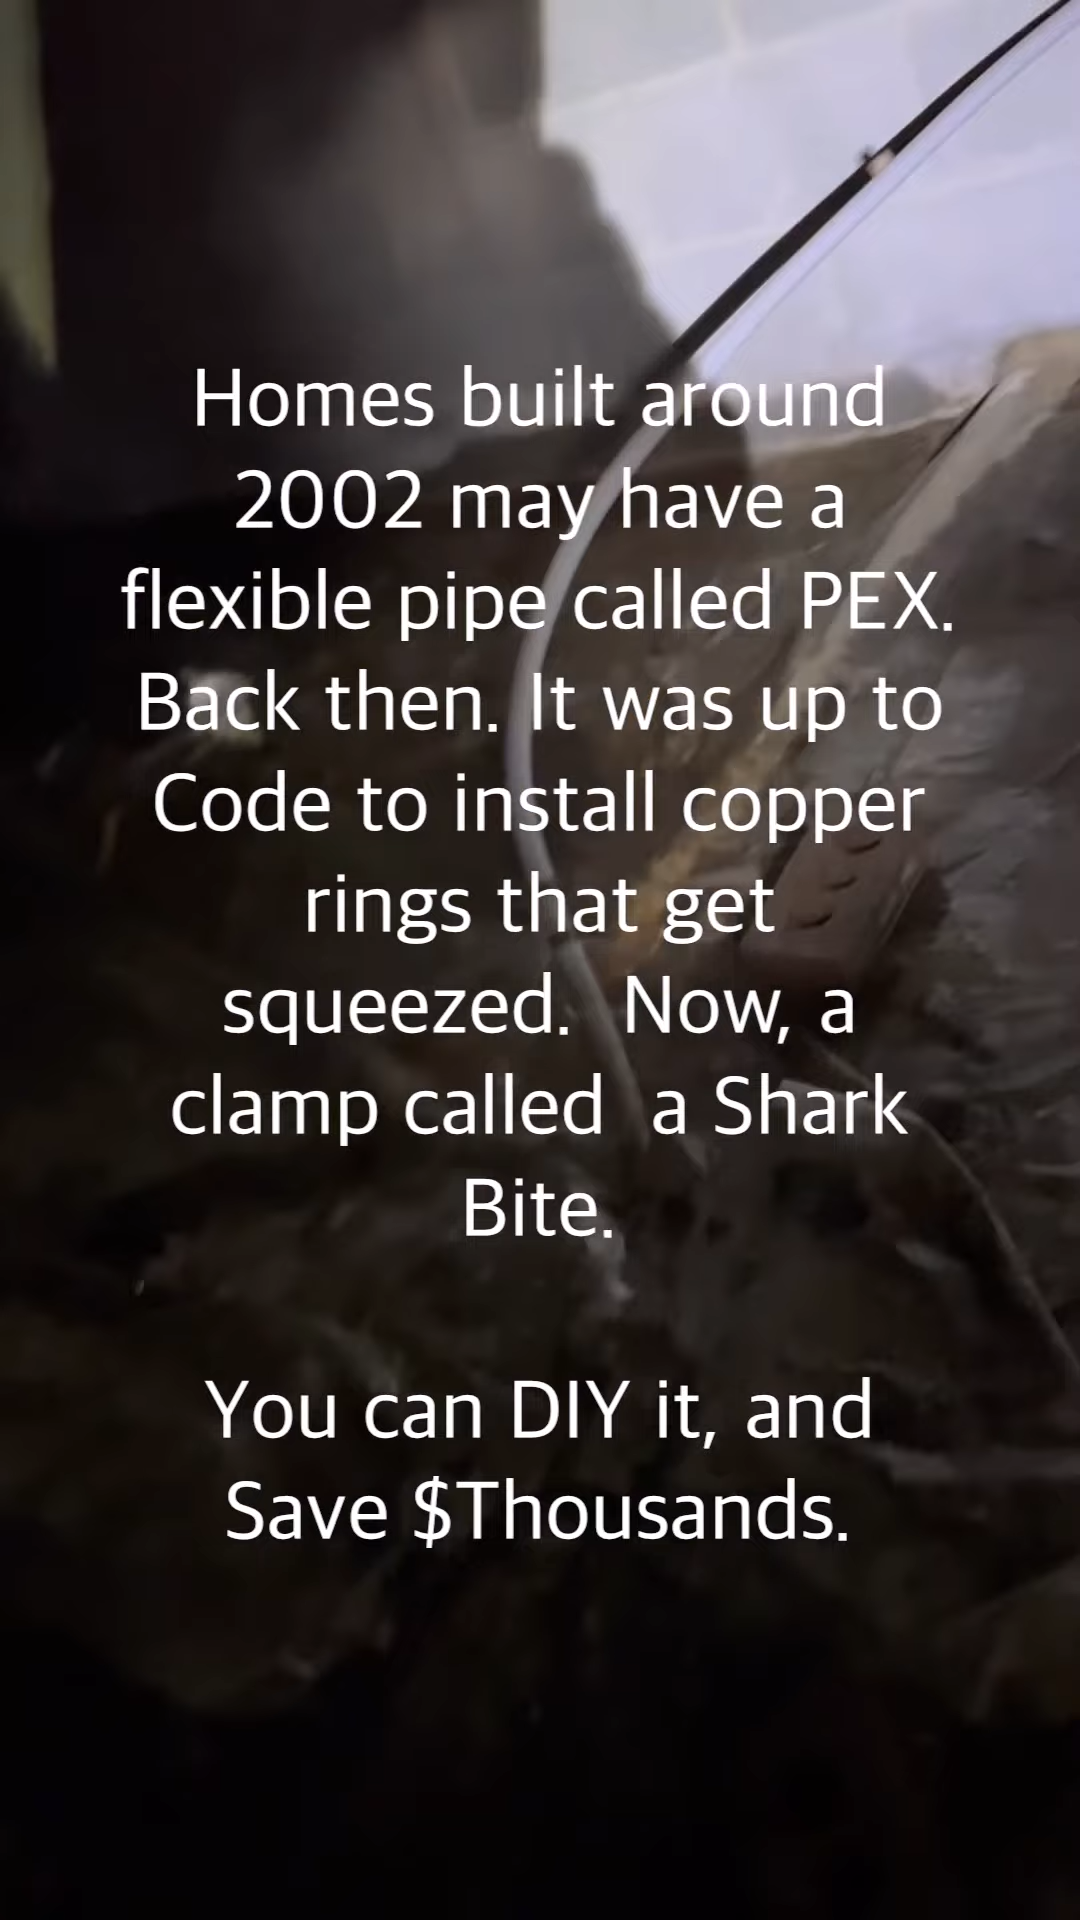 Homes built around
2002 may have a
flexible pipe called PEX.
Back then. It was up to
Code to install copper
rings that get
squeezed.  Now, a
clamp called  a Shark
Bite.
You can DIY it, and
Save $Thousands.